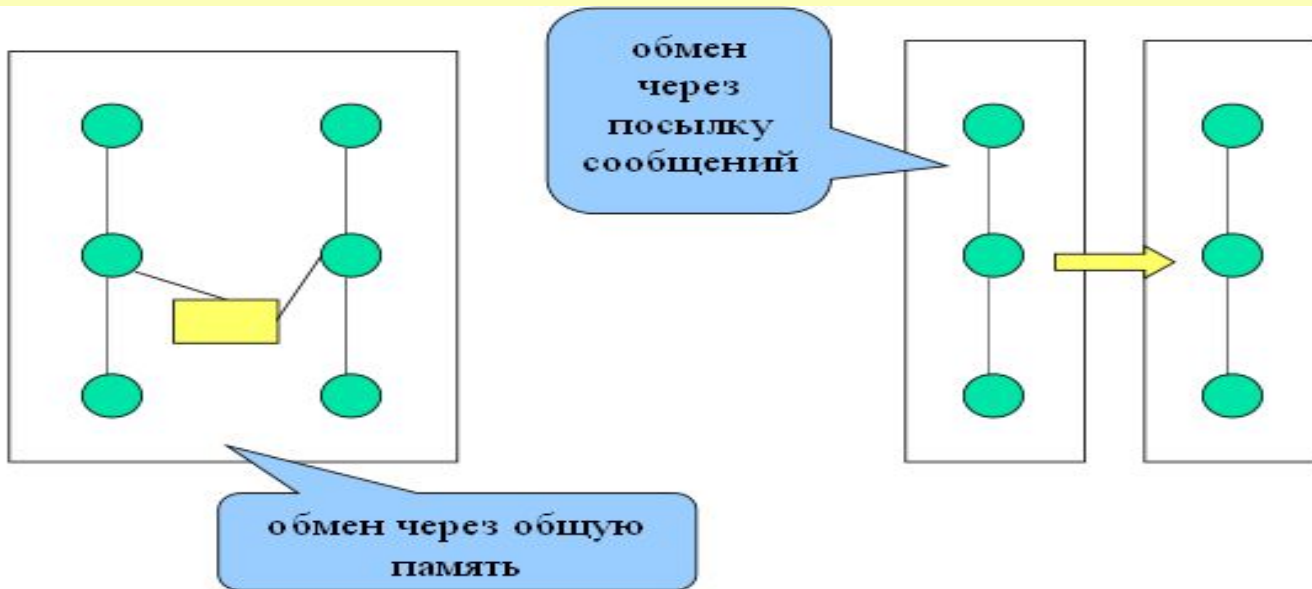 обмен
через
посылку
сообщений
обмен через общую
память